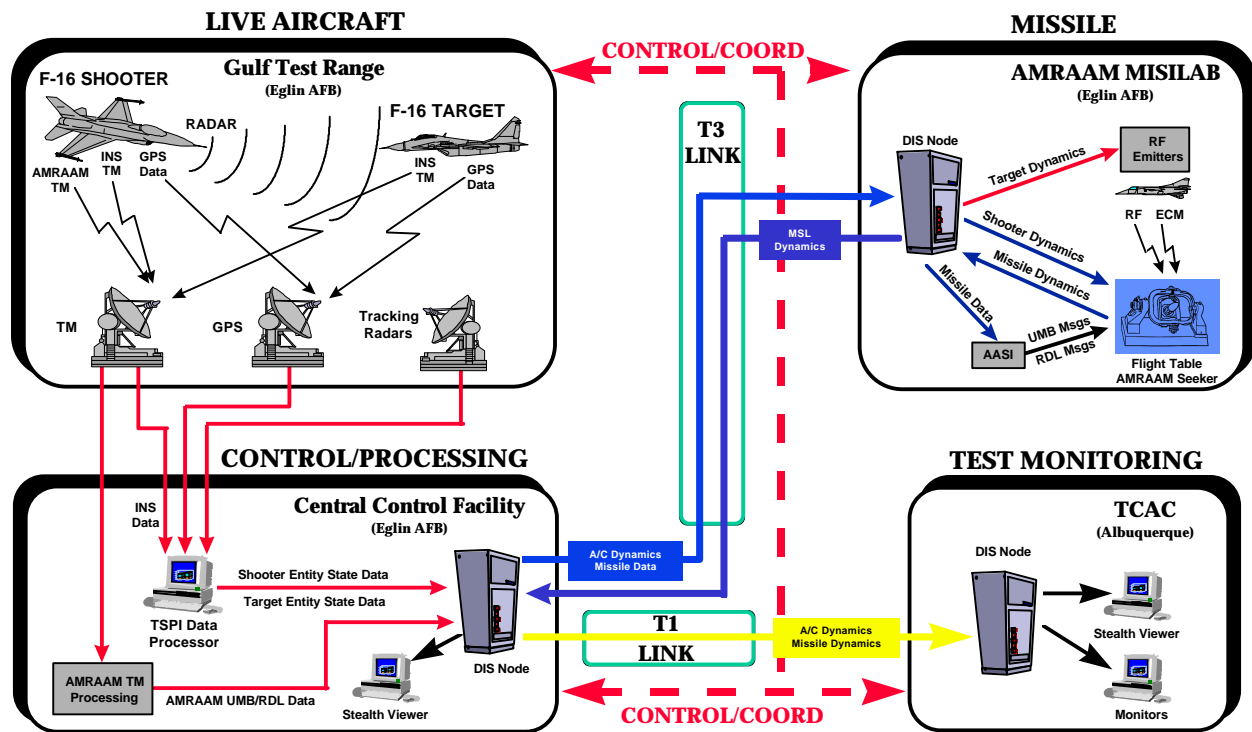 LIVE AIRCRAFT
Gulf Test Range
(Eglin AFB)
F-16 SHOOTER
RADAR
F-16 TARGET
AMRAAM
TM
INS
TM
GPS
Data
INS
TM
GPS
Data
TM
GPS
Tracking
Radars
CONTROL/COORD
T3
LINK
MSL
Dynamics
MISSILE
AMRAAM MISILAB
(Eglin AFB)
DIS Node
Target Dynamics
RF
Emitters
RF
ECM
Shooter Dynamics
Missile Dynamics
Missile Data
AASI
UMB Msgs
RDL Msgs
Flight Table
AMRAAM Seeker
CONTROL/PROCESSING
Central Control Facility
(Eglin AFB)
INS
Data
TSPI Data
Processor
Shooter Entity State Data
Target Entity State Data
AMRAAM TM
Processing
AMRAAM UMB/RDL Data
Stealth Viewer
DIS Node
A/C Dynamics
Missile Data
T1
LINK
A/C Dynamics
Missile Dynamics
CONTROL/COORD
TEST MONITORING
TCAC
(Albuquerque)
DIS Node
Stealth Viewer
Monitors